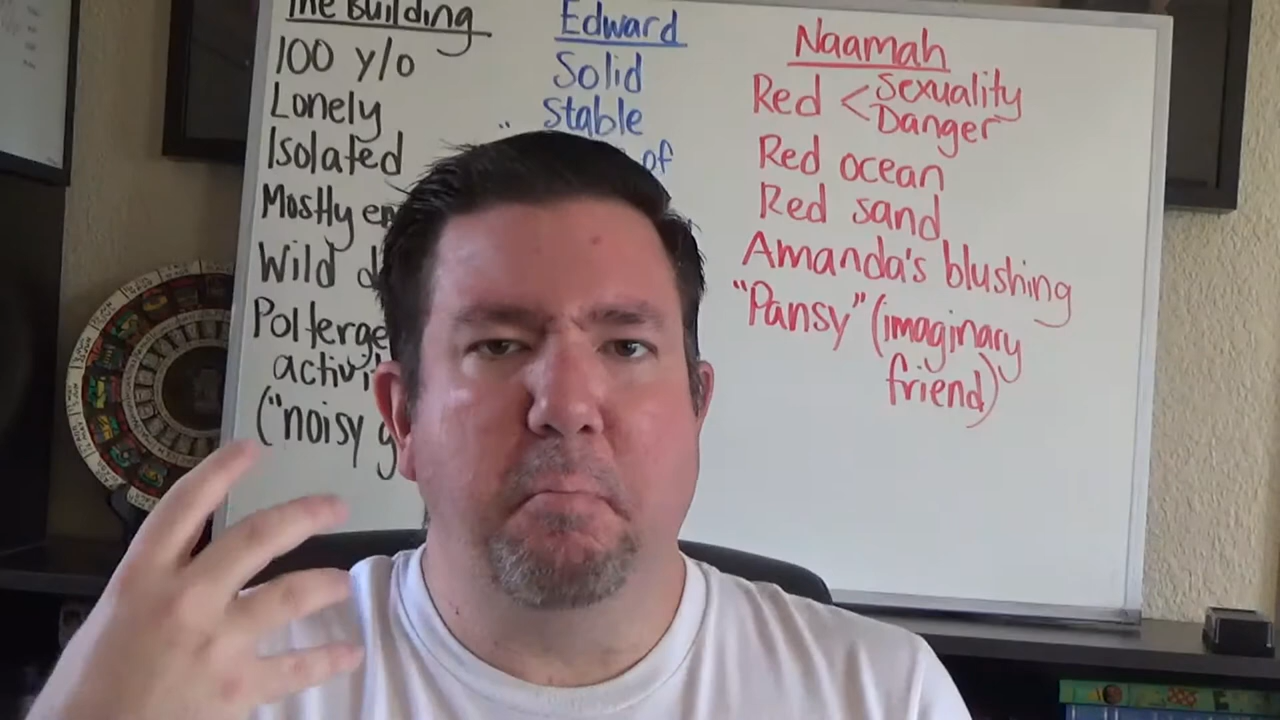 The Building
100 y/o
Lonely
Isolated
Mostly
Wild
activi
("noisy
Edward
Solid
Stable
of
Naamah
Red < Sexuality
Danger
Red ocean
Red sand
Amanda's blushing
"Pansy" (imaginary
friend)